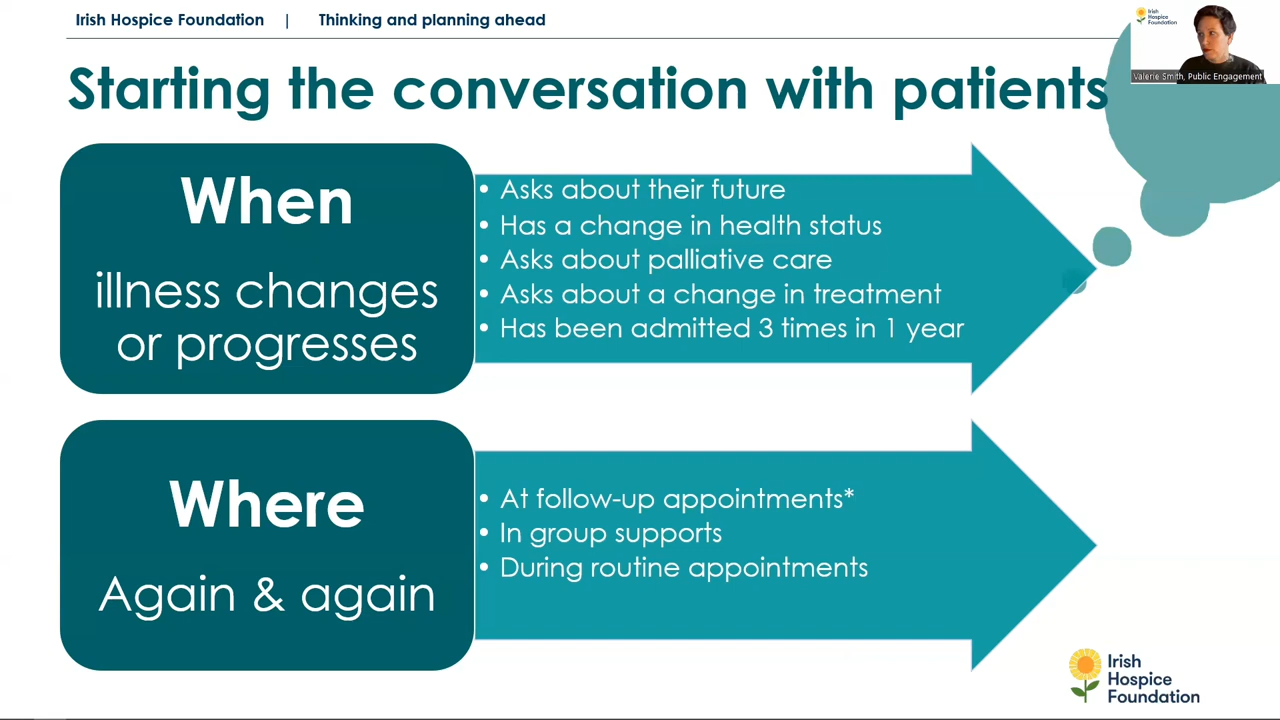 Irish Hospice Foundation | Thinking and planning ahead
Irish
Hospice
Foundation
Valerie Smith, Public Engagement
Starting the conversation with patients
When
illness changes
or progresses
• Asks about their future
• Has a change in health status
• Asks about palliative care
• Asks about a change in treatment
• Has been admitted 3 times in 1 year
Where
Again & again
• At follow-up appointments*
• In group supports
• During routine appointments
Irish
Hospice
Foundation